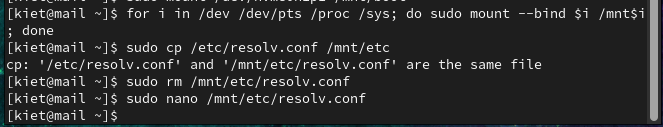 [kiet@mail ~]$ for i in /dev /dev/pts /proc /sys; do sudo mount --bind $i /mnt$i
; done
[kiet@mail ~]$ sudo cp /etc/resolv.conf /mnt/etc
cp: '/etc/resolv.conf' and '/mnt/etc/resolv.conf' are the same file
[kiet@mail ~]$ sudo rm /mnt/etc/resolv.conf
[kiet@mail ~]$ sudo nano /mnt/etc/resolv.conf
[kiet@mail ~]$